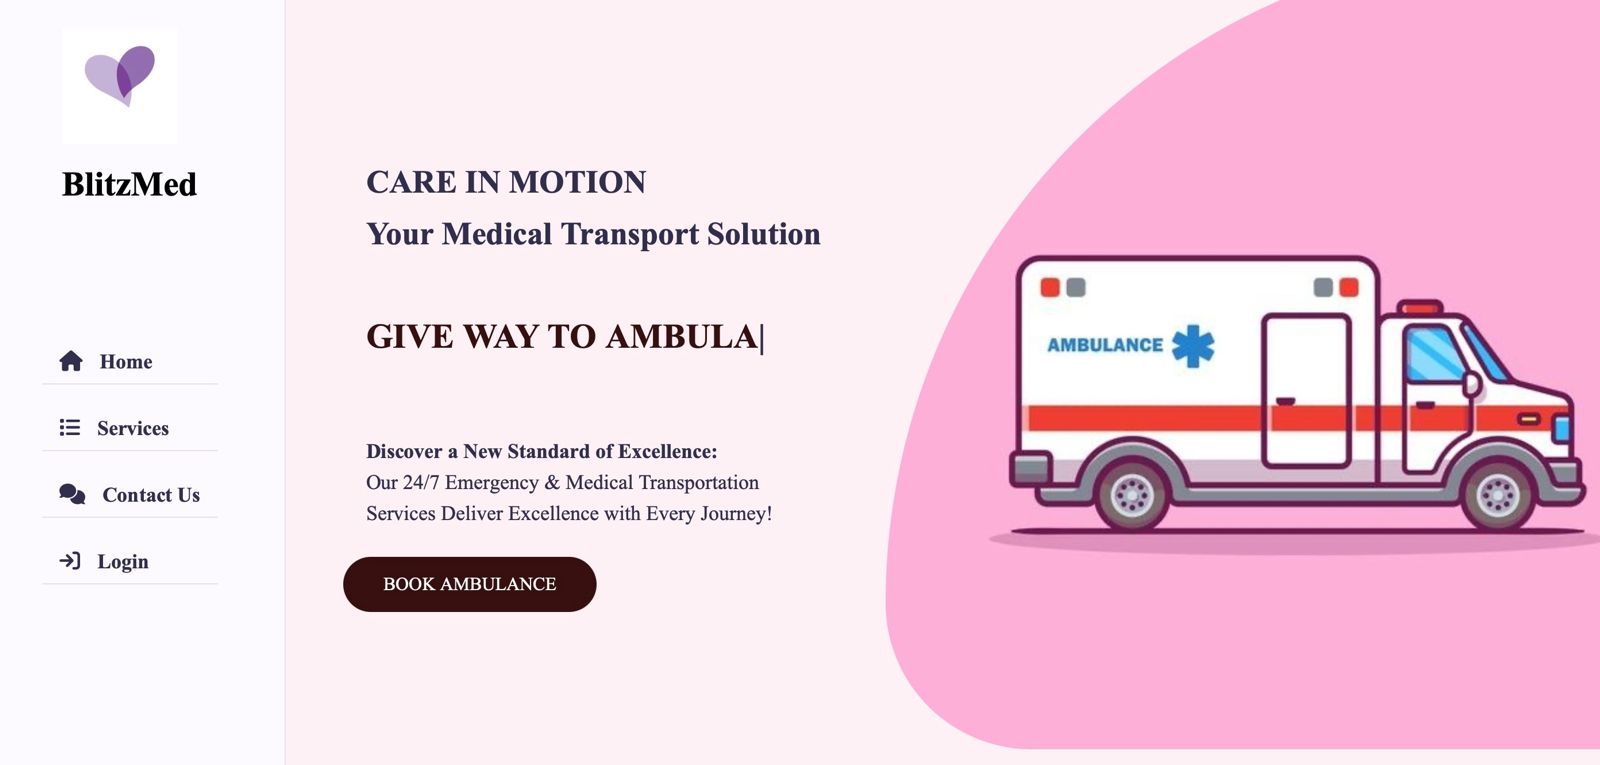 BlitzMed
Home
Services
Contact Us
Login
CARE IN MOTION
Your Medical Transport Solution
GIVE WAY TO AMBULA|
Discover a New Standard of Excellence:
Our 24/7 Emergency & Medical Transportation
Services Deliver Excellence with Every Journey!
BOOK AMBULANCE
AMBULANCE